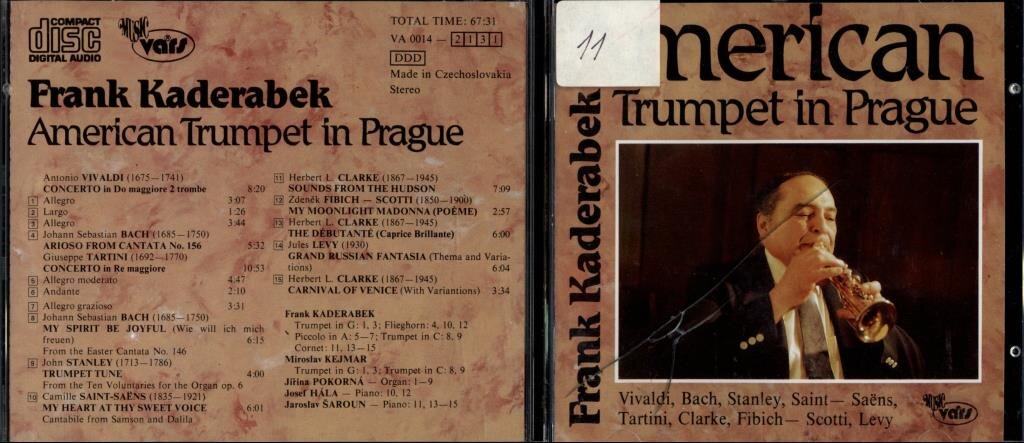 COMPACT
disc
DIGITAL AUDIO
MUSIC
vars
TOTAL TIME: 67:31
VA 0014 — 2131
DDD
Made in Czechoslovakia
Stereo
Frank Kaderabek
American Trumpet in Prague
Antonio VIVALDI (1675—1741)
CONCERTO in Do maggiore 2 trombe 8:20
1 Allegro 3:07
2 Largo 1:26
3 Allegro 3:44
4 Johann Sebastian BACH (1685—1750)
ARIOSO FROM CANTATA No. 156 5:32
Giuseppe TARTINI (1692—1770)
CONCERTO in Re maggiore 10:53
5 Allegro moderato 4:47
6 Andante 2:10
7 Allegro grazioso 3:31
8 Johann Sebastian BACH (1685—1750)
MY SPIRIT BE JOYFUL (Wie will ich mich
freuen) 6:15
From the Easter Cantata No. 146
9 John STANLEY (1713—1786)
TRUMPET TUNE 4:00
From the Ten Voluntaries for the Organ op. 6
10 Camille SAINT-SAËNS (1835—1921)
MY HEART AT THY SWEET VOICE 6:01
Cantabile from Samson and Dalila
11 Herbert L. CLARKE (1867—1945)
SOUNDS FROM THE HUDSON 7:09
12 Zdeněk FIBICH — SCOTTI (1850—1900)
MY MOONLIGHT MADONNA (POÉME) 2:57
13 Herbert L. CLARKE (1867—1945)
THE DÉBUTANTÉ (Caprice Brillante) 6:00
14 Jules LEVY (1930)
GRAND RUSSIAN FANTASIA (Thema and Varia-
tions) 6:04
15 Herbert L. CLARKE (1867—1945)
CARNIVAL OF VENICE (With Variantions) 3:34
Frank KADERABEK
Trumpet in G: 1, 3; Flieghorn: 4, 10, 12
Piccolo in A: 5—7; Trumpet in C: 8, 9
Cornet: 11, 13—15
Miroslav KEJMAR
Trumpet in G: 1, 3; Trumpet in C: 8, 9
Jiřina POKORNÁ — Organ: 1—9
Josef HÁLA — Piano: 10, 12
Jaroslav ŠAROUN — Piano: 11, 13—15
11
merican
Trumpet in Prague
Frank Kaderabek
Vivaldi, Bach, Stanley, Saint — Saëns,
Tartini, Clarke, Fibich— Scotti, Levy
MUSIC
vars